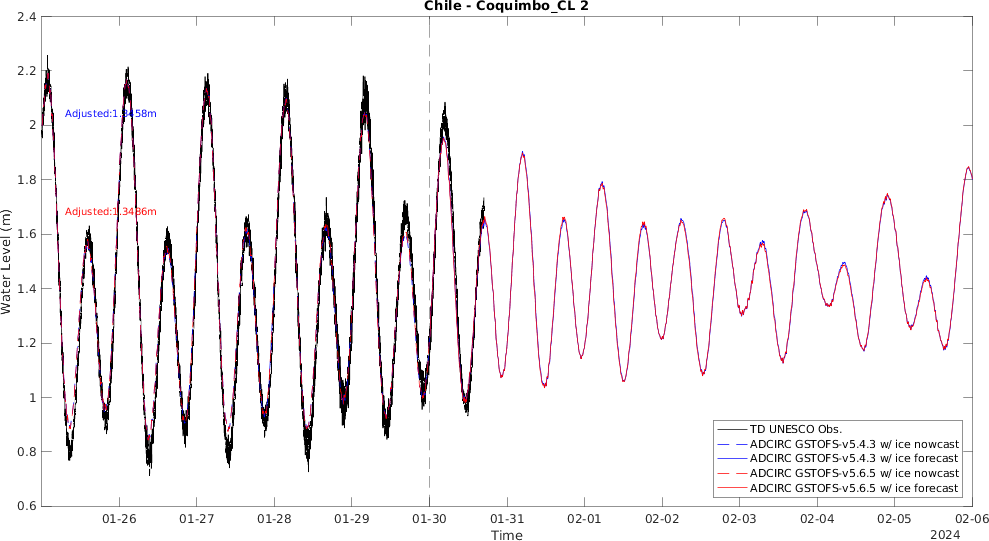 Chile - Coquimbo_CL 2
2.4
2.2
2
1.8
1.6
1.4
1.2
1
0.8
0.6
Water Level (m)
Adjusted:1.3458m
Adjusted:1.3486m
TD UNESCO Obs.
ADCIRC GSTOFS-v5.4.3 w/ ice nowcast
ADCIRC GSTOFS-v5.4.3 w/ ice forecast
ADCIRC GSTOFS-v5.6.5 w/ ice nowcast
ADCIRC GSTOFS-v5.6.5 w/ ice forecast
01-26 01-27 01-28 01-29 01-30 01-31 02-01 02-02 02-03 02-04 02-05 02-06
Time
2024